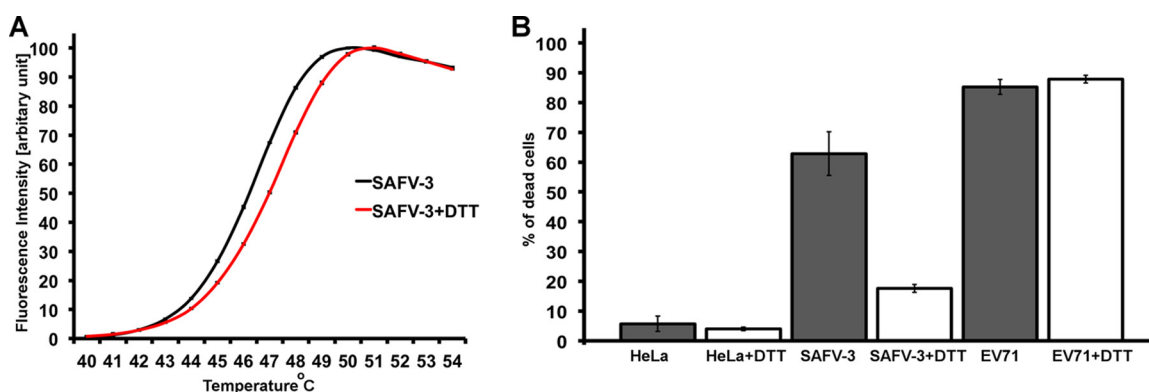 A
Fluorescence Intensity [arbitary unit]
100
90
80
70
60
50
40
30
20
10
0
SAFV-3
SAFV-3+DTT
40 41 42 43 44 45 46 47 48 49 50 51 52 53 54
Temperature°C
B
% of dead cells
100
90
80
70
60
50
40
30
20
10
0
HeLa HeLa+DTT SAFV-3 SAFV-3+DTT EV71 EV71+DTT